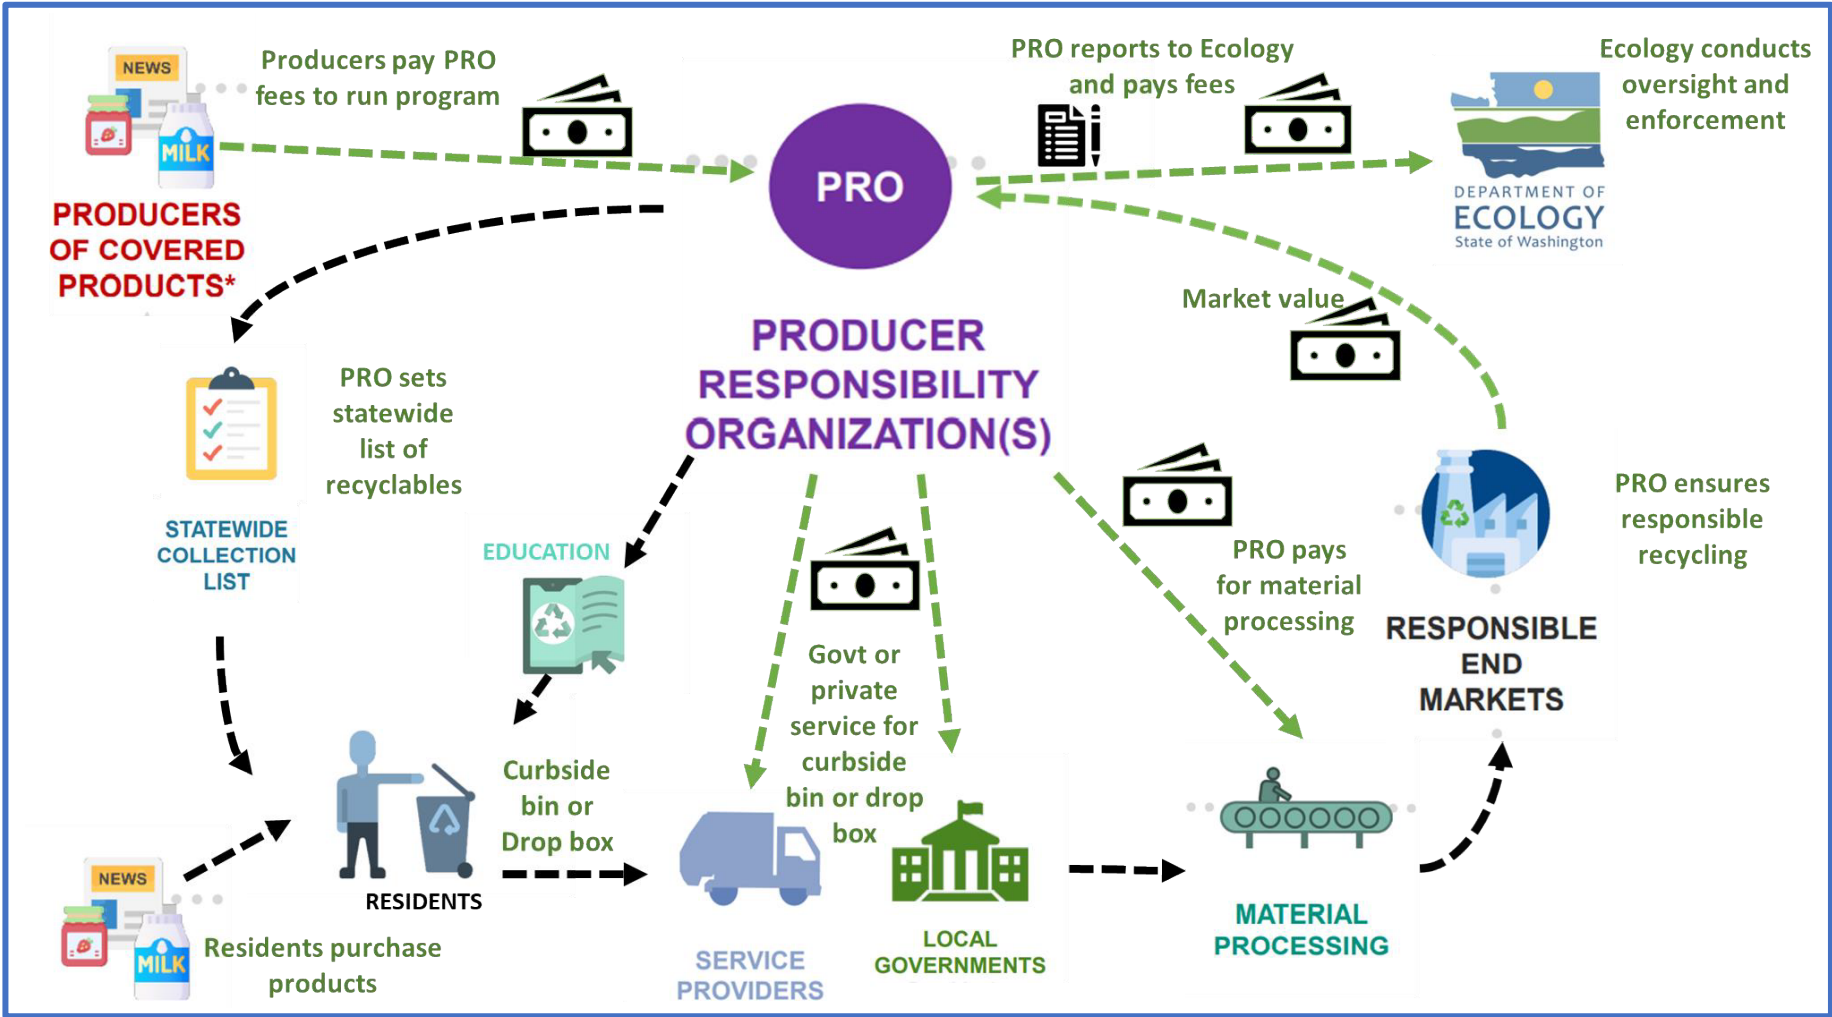 NEWS
MILK
PRODUCERS
OF COVERED
PRODUCTS*
Producers pay PRO
fees to run program
PRO
PRODUCER
RESPONSIBILITY
ORGANIZATION(S)
PRO reports to Ecology
and pays fees
DEPARTMENT OF
ECOLOGY
State of Washington
Ecology conducts
oversight and
enforcement
Market value
PRO sets
statewide
list of
recyclables
STATEWIDE
COLLECTION
LIST
EDUCATION
Govt or
private
service for
curbside
bin or drop
box
PRO pays
for material
processing
PRO ensures
responsible
recycling
RESPONSIBLE
END
MARKETS
NEWS
MILK
Residents purchase
products
RESIDENTS
Curbside
bin or
Drop box
SERVICE
PROVIDERS
LOCAL
GOVERNMENTS
MATERIAL
PROCESSING